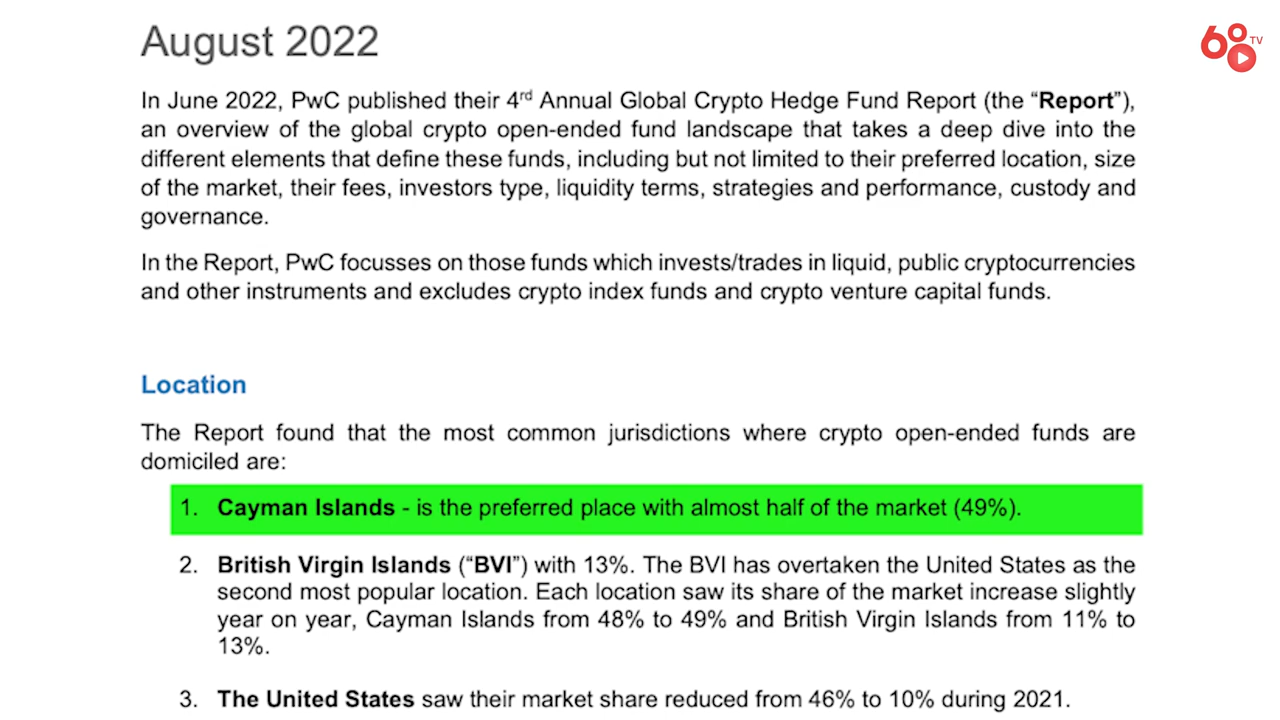 August 2022
60 TV
In June 2022, PwC published their 4rd Annual Global Crypto Hedge Fund Report (the “Report”),
an overview of the global crypto open-ended fund landscape that takes a deep dive into the
different elements that define these funds, including but not limited to their preferred location, size
of the market, their fees, investors type, liquidity terms, strategies and performance, custody and
governance.
In the Report, PwC focusses on those funds which invests/trades in liquid, public cryptocurrencies
and other instruments and excludes crypto index funds and crypto venture capital funds.
Location
The Report found that the most common jurisdictions where crypto open-ended funds are
domiciled are:
1. Cayman Islands - is the preferred place with almost half of the market (49%).
2. British Virgin Islands (“BVI”) with 13%. The BVI has overtaken the United States as the
second most popular location. Each location saw its share of the market increase slightly
year on year, Cayman Islands from 48% to 49% and British Virgin Islands from 11% to
13%.
3. The United States saw their market share reduced from 46% to 10% during 2021.